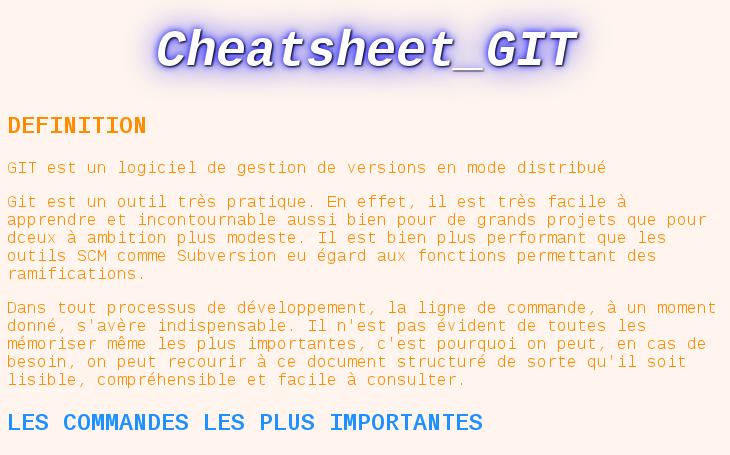 Cheatsheet_GIT
DEFINITION
GIT est un logiciel de gestion de versions en mode distribué
Git est un outil très pratique. En effet, il est très facile à
apprendre et incontournable aussi bien pour de grands projets que pour
dceux à ambition plus modeste. Il est bien plus performant que les
outils SCM comme Subversion eu égard aux fonctions permettant des
ramifications.
Dans tout processus de développement, la ligne de commande, à un moment
donné, s'avère indispensable. Il n'est pas évident de toutes les
mémoriser même les plus importantes, c'est pourquoi on peut, en cas de
besoin, on peut recourir à ce document structuré de sorte qu'il soit
lisible, compréhensible et facile à consulter.
LES COMMANDES LES PLUS IMPORTANTES